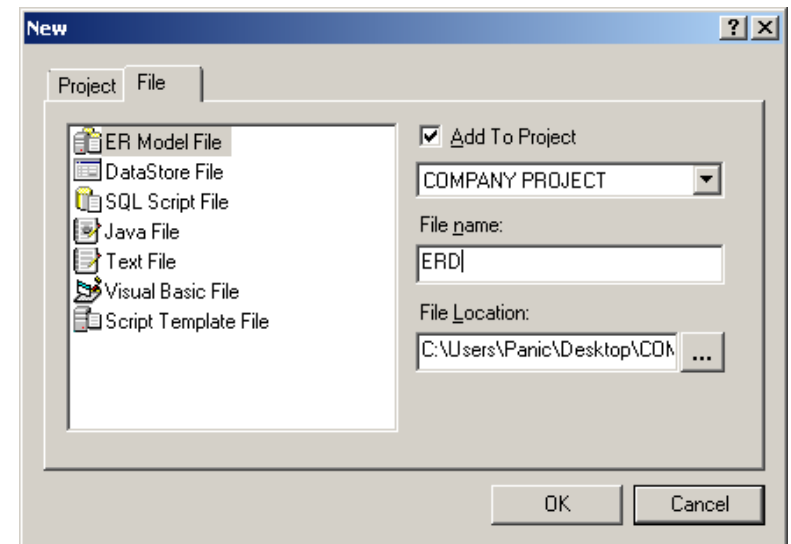 New
Project File
ER Model File
DataStore File
SQL Script File
Java File
Text File
Visual Basic File
Script Template File
Add To Project
COMPANY PROJECT
File name:
ERD
File Location:
C:\Users\Panic\Desktop\COM
...
OK Cancel